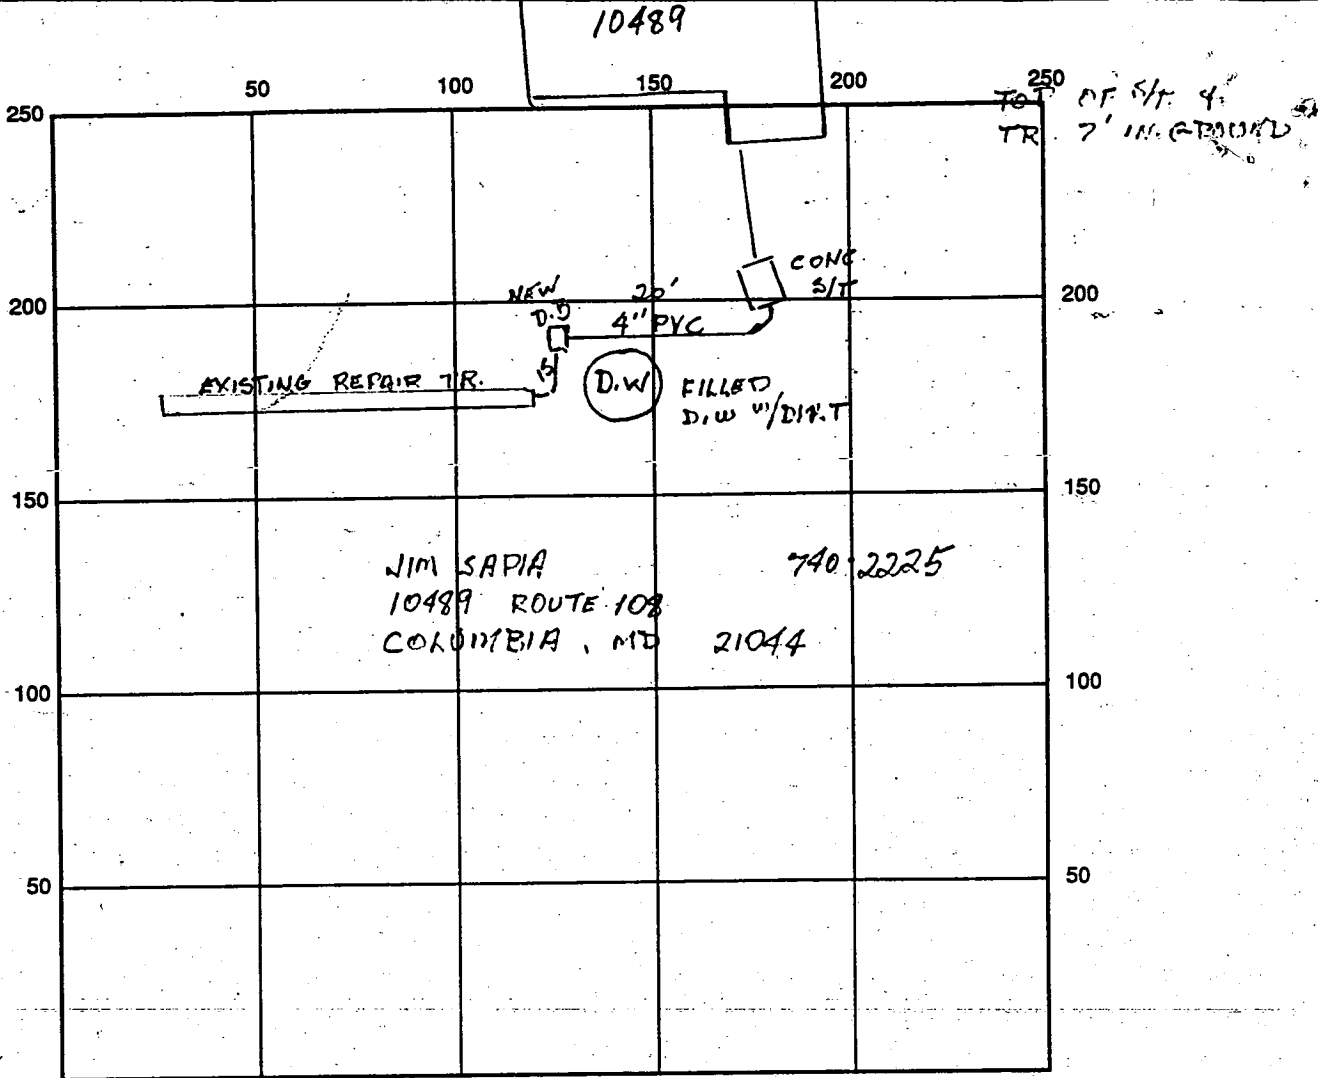 10489
50 100 150 200 250
250
TOP OF S/T &
TR 7' IN GROUND
CONC
S/T
NEW 20'
200 200
D.B 4" PVC
15
EXISTING REPAIR TR.
D.W FILLED
D.W W/DIRT
150 150
JIM SAPIA 740-2225
10489 ROUTE 108
COLUMBIA, MD 21044
100 100
50 50